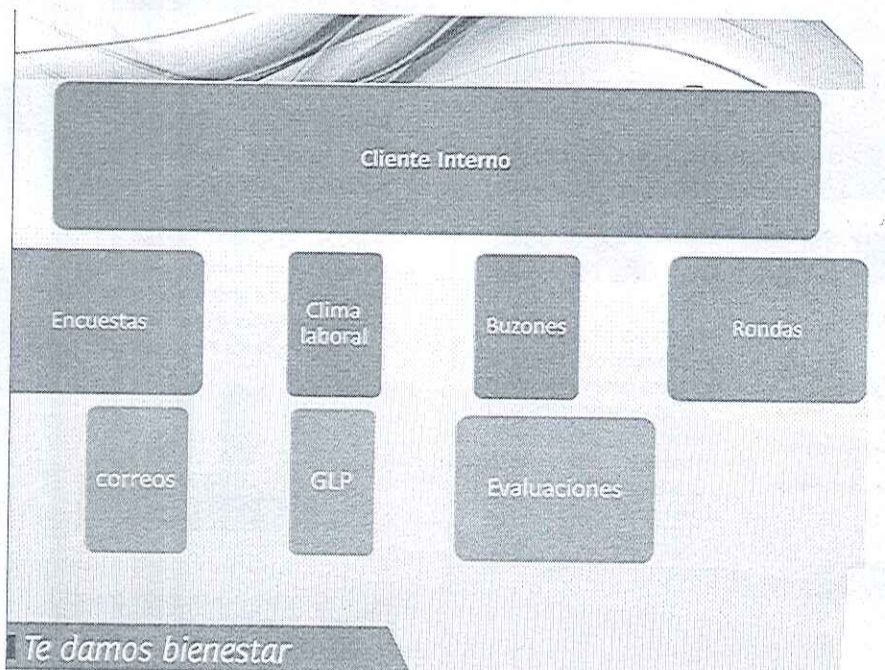 Cliente Interno
Encuestas
Clima
laboral
Buzones
Rondas
correos
GLP
Evaluaciones
Te damos bienestar